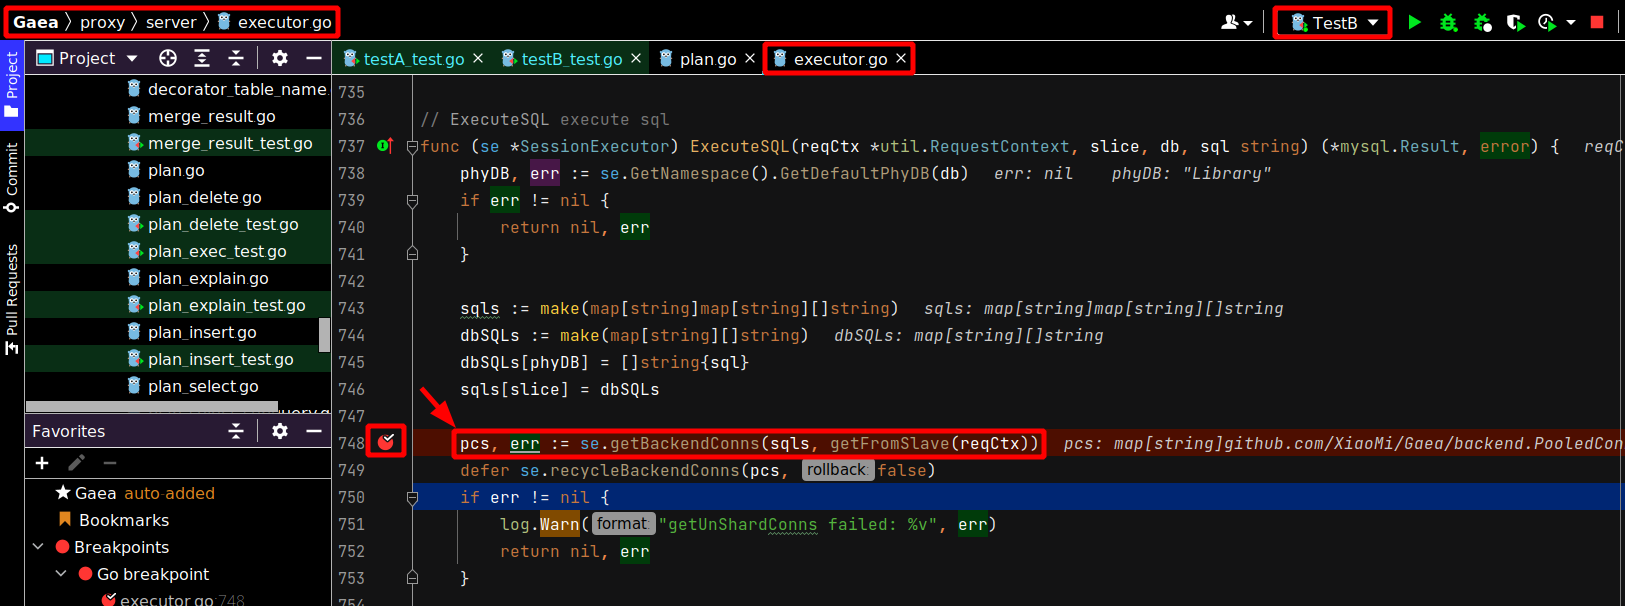 Gaea 〉 proxy 〉 server 〉 executor.go
TestB
Project
testA_test.go ×
testB_test.go ×
plan.go ×
executor.go ×
Project
Commit
Pull Requests
decorator_table_name.
merge_result.go
merge_result_test.go
plan.go
plan_delete.go
plan_delete_test.go
plan_exec_test.go
plan_explain.go
plan_explain_test.go
plan_insert.go
plan_insert_test.go
plan_select.go
Favorites
Gaea auto-added
Bookmarks
Breakpoints
Go breakpoint
executor.go:748
735
736 // ExecuteSQL execute sql
737 func (se *SessionExecutor) ExecuteSQL(reqCtx *util.RequestContext, slice, db, sql string) (*mysql.Result, error) { reqC
738 phyDB, err := se.GetNamespace().GetDefaultPhyDB(db) err: nil phyDB: "Library"
739 if err != nil {
740 return nil, err
741 }
742
743 sqls := make(map[string]map[string][]string) sqls: map[string]map[string][]string
744 dbSQLs := make(map[string][]string) dbSQLs: map[string][]string
745 dbSQLs[phyDB] = []string{sql}
746 sqls[slice] = dbSQLs
747
748 pcs, err := se.getBackendConns(sqls, getFromSlave(reqCtx)) pcs: map[string]github.com/XiaoMi/Gaea/backend.PooledCon
749 defer se.recycleBackendConns(pcs, rollback: false)
750 if err != nil {
751 log.Warn( format: "getUnShardConns failed: %v", err)
752 return nil, err
753 }
754